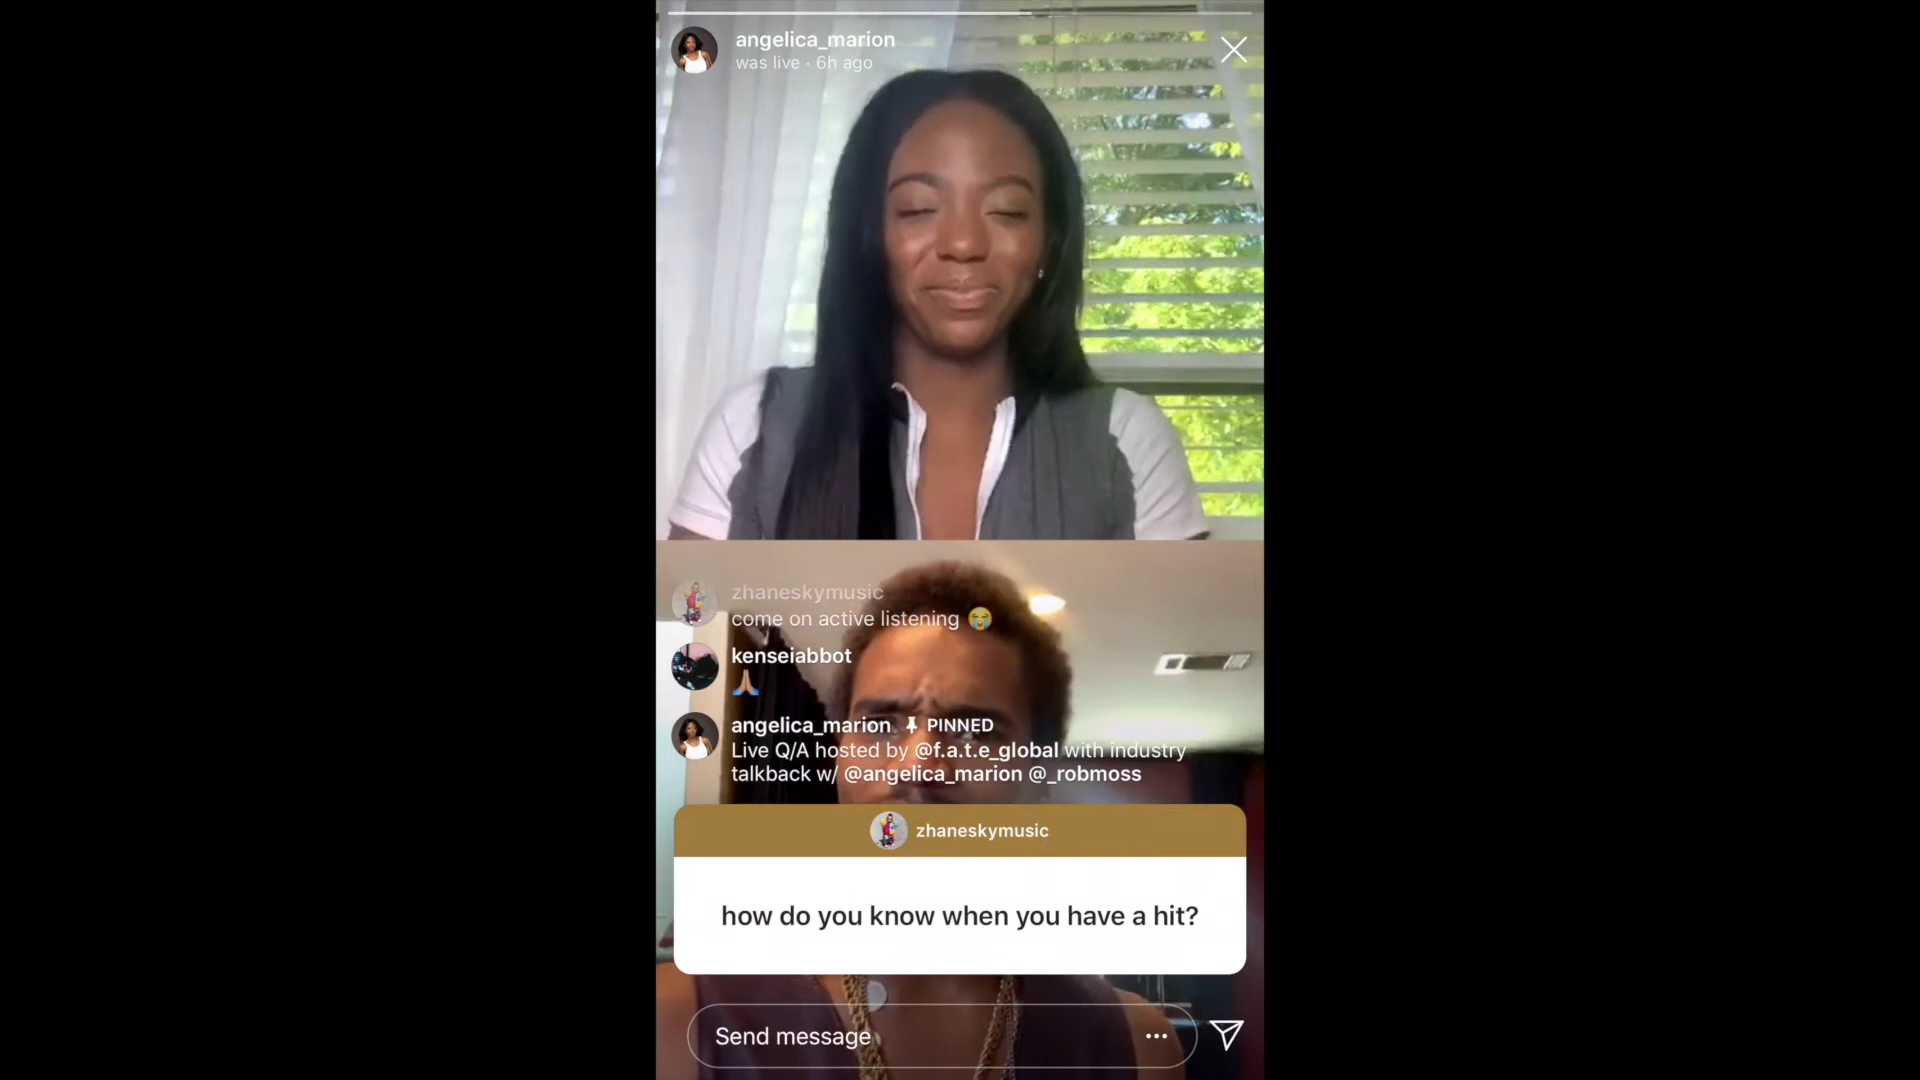 angelica_marion
was live · 6h ago
zhaneskymusic
come on active listening 😭
kenseiabbot
🙏🏽
angelica_marion PINNED
Live Q/A hosted by @f.a.t.e_global with industry
talkback w/ @angelica_marion @_robmoss
zhaneskymusic
how do you know when you have a hit?
Send message